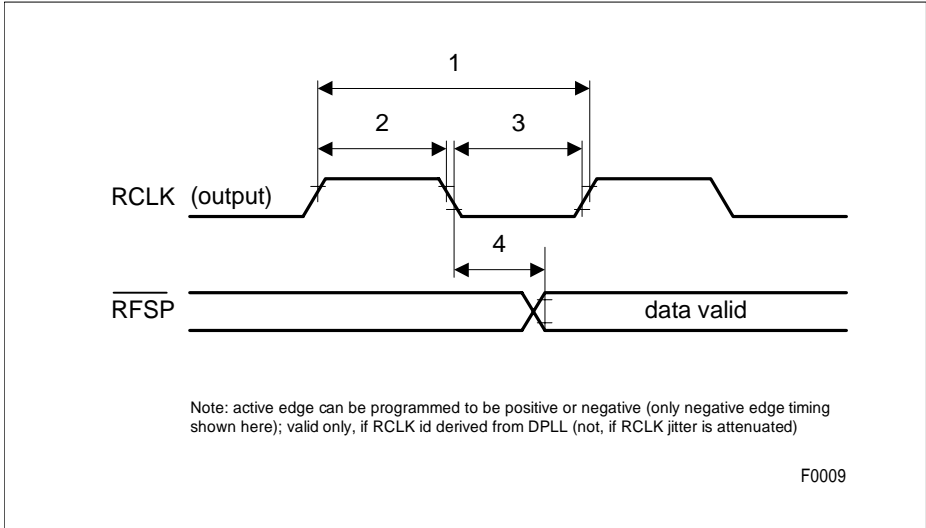 1
2
3
RCLK (output)
4
RFSP
data valid
Note: active edge can be programmed to be positive or negative (only negative edge timing
shown here); valid only, if RCLK id derived from DPLL (not, if RCLK jitter is attenuated)
F0009